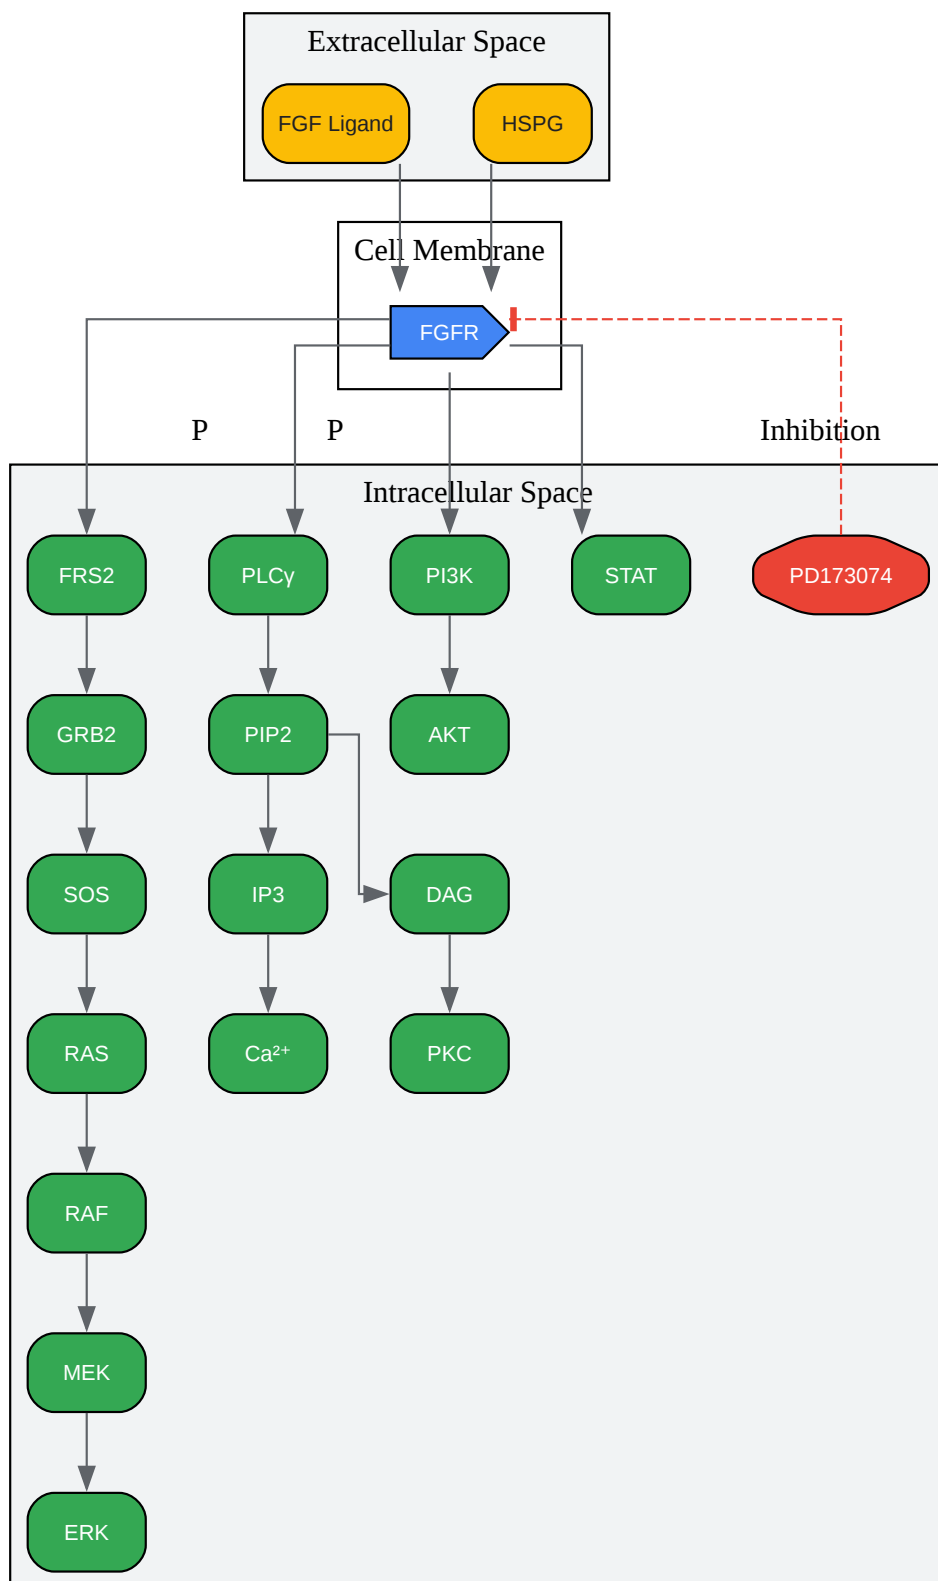 Extracellular Space
FGF Ligand
HSPG
Cell Membrane
FGFR
P
P
Inhibition
Intracellular Space
FRS2
PLCγ
PI3K
STAT
PD173074
GRB2
PIP2
AKT
SOS
IP3
DAG
RAS
Ca²⁺
PKC
RAF
MEK
ERK